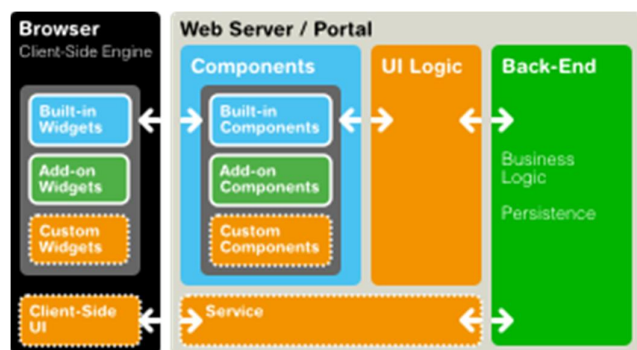 Browser
Client-Side Engine
Built-in
Widgets
Add-on
Widgets
Custom
Widgets
Client-Side
UI
Web Server / Portal
Components
Built-in
Components
Add-on
Components
Custom
Components
UI Logic
Service
Back-End
Business
Logic
Persistence